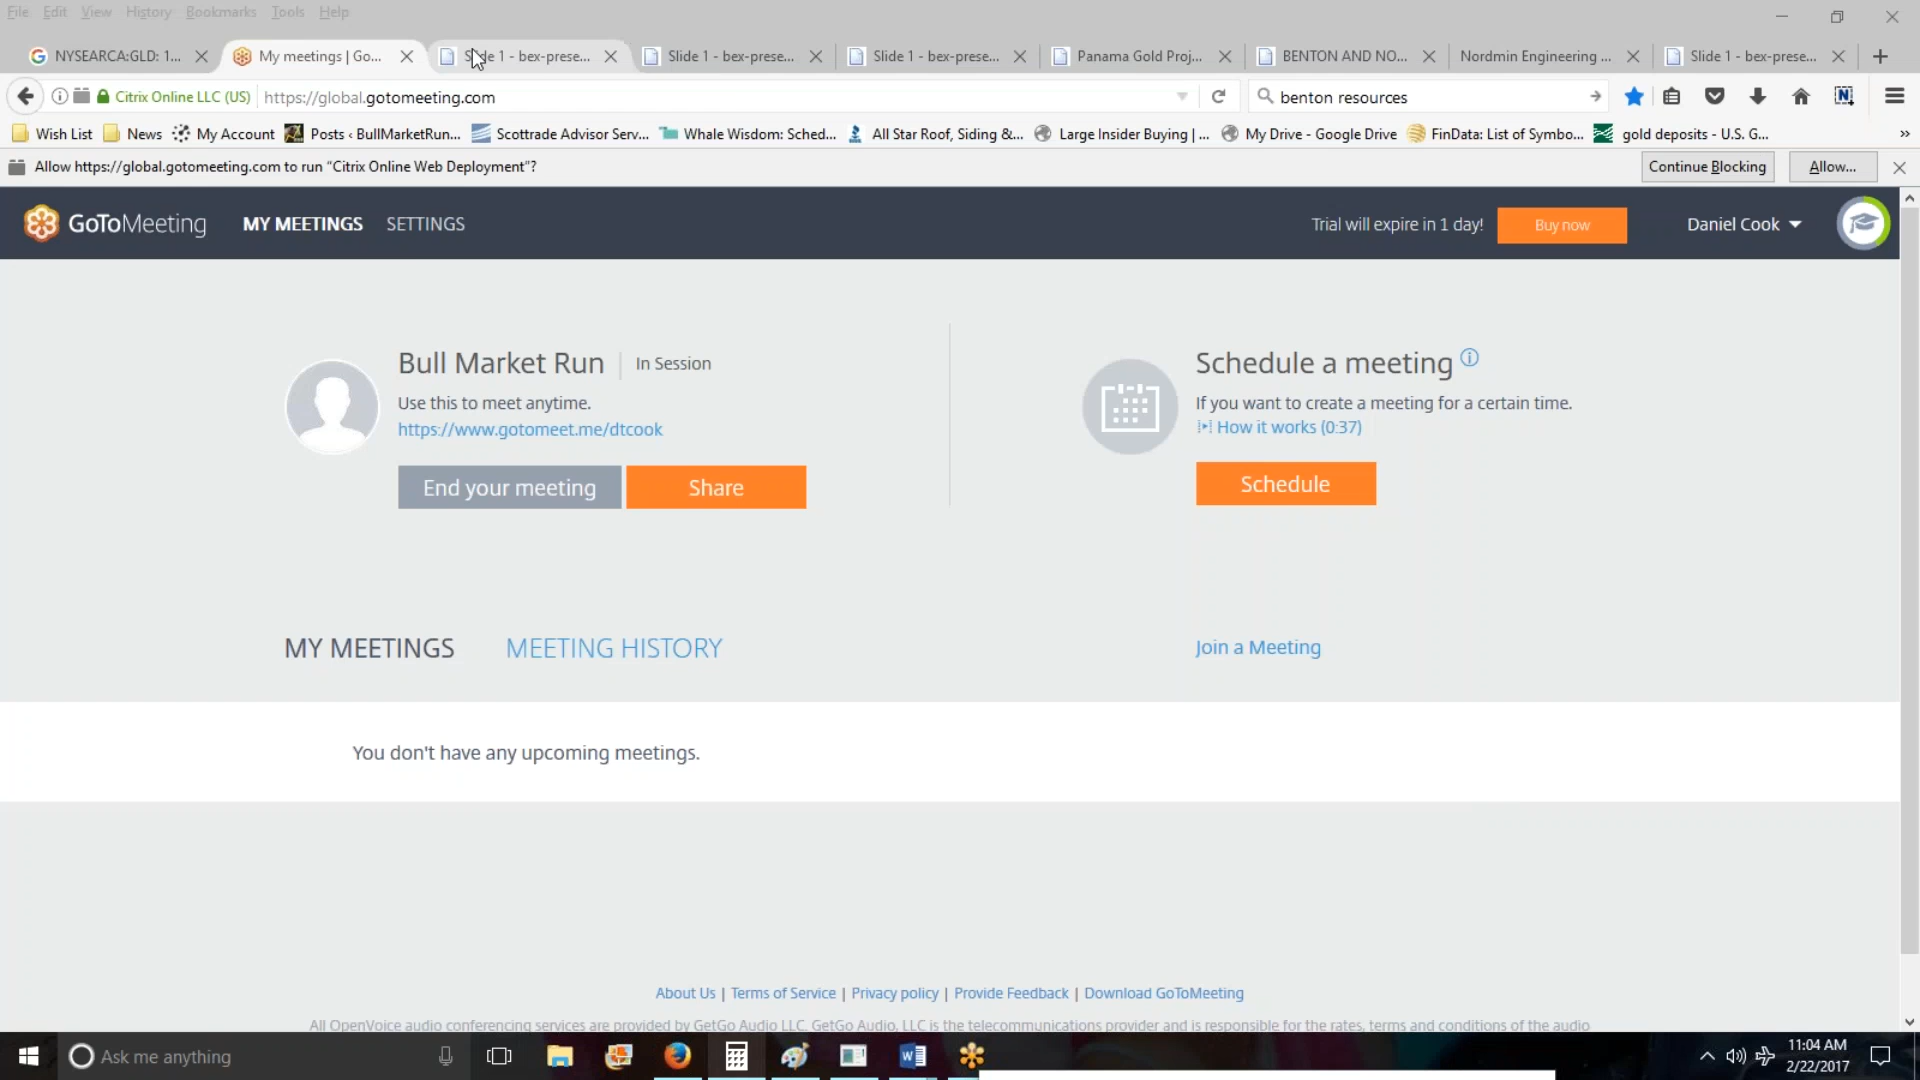 File Edit View History Bookmarks Tools Help
NYSEARCA:GLD: 1... My meetings | Go... Slide 1 - bex-prese... Slide 1 - bex-prese... Slide 1 - bex-prese... Panama Gold Proj... BENTON AND NO... Nordmin Engineering ... Slide 1 - bex-prese...
Citrix Online LLC (US) https://global.gotomeeting.com benton resources
Wish List News My Account Posts ‹ BullMarketRun... Scottrade Advisor Serv... Whale Wisdom: Sched... All Star Roof, Siding &... Large Insider Buying | ... My Drive - Google Drive FinData: List of Symbo... gold deposits - U.S. G...
Allow https://global.gotomeeting.com to run “Citrix Online Web Deployment”? Continue Blocking Allow...
GoToMeeting MY MEETINGS SETTINGS Trial will expire in 1 day! Buy now Daniel Cook
Bull Market Run In Session
Use this to meet anytime.
https://www.gotomeet.me/dtcook
End your meeting Share
Schedule a meeting
If you want to create a meeting for a certain time.
How it works (0:37)
Schedule
MY MEETINGS MEETING HISTORY Join a Meeting
You don't have any upcoming meetings.
About Us | Terms of Service | Privacy policy | Provide Feedback | Download GoToMeeting
All OpenVoice audio conferencing services are provided by GetGo Audio LLC. GetGo Audio, LLC is the telecommunications provider and is responsible for the rates, terms and conditions of the audio
Ask me anything 11:04 AM
2/22/2017